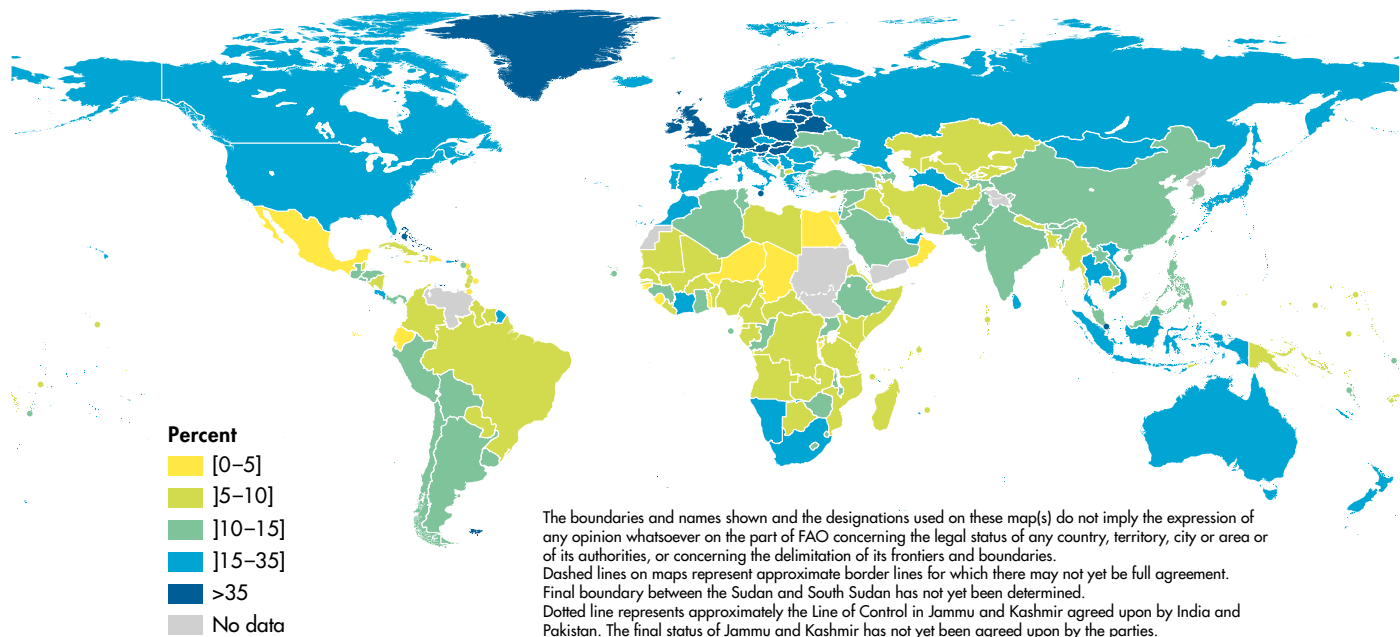 Percent
[0–5]
]5–10]
]10–15]
]15–35]
>35
No data
The boundaries and names shown and the designations used on these map(s) do not imply the expression of
any opinion whatsoever on the part of FAO concerning the legal status of any country, territory, city or area or
of its authorities, or concerning the delimitation of its frontiers and boundaries.
Dashed lines on maps represent approximate border lines for which there may not yet be full agreement.
Final boundary between the Sudan and South Sudan has not yet been determined.
Dotted line represents approximately the Line of Control in Jammu and Kashmir agreed upon by India and
Pakistan. The final status of Jammu and Kashmir has not yet been agreed upon by the parties.